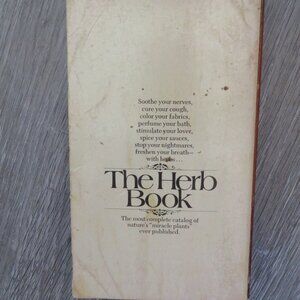 Soothe your nerves,
cure your cough,
color your fabrics,
perfume your bath,
stimulate your lover,
spice your sauces,
stop your nightmares,
freshen your breath—
with herbs . . .
The Herb
Book
The most complete catalog of
nature's "miracle plants"
ever published.